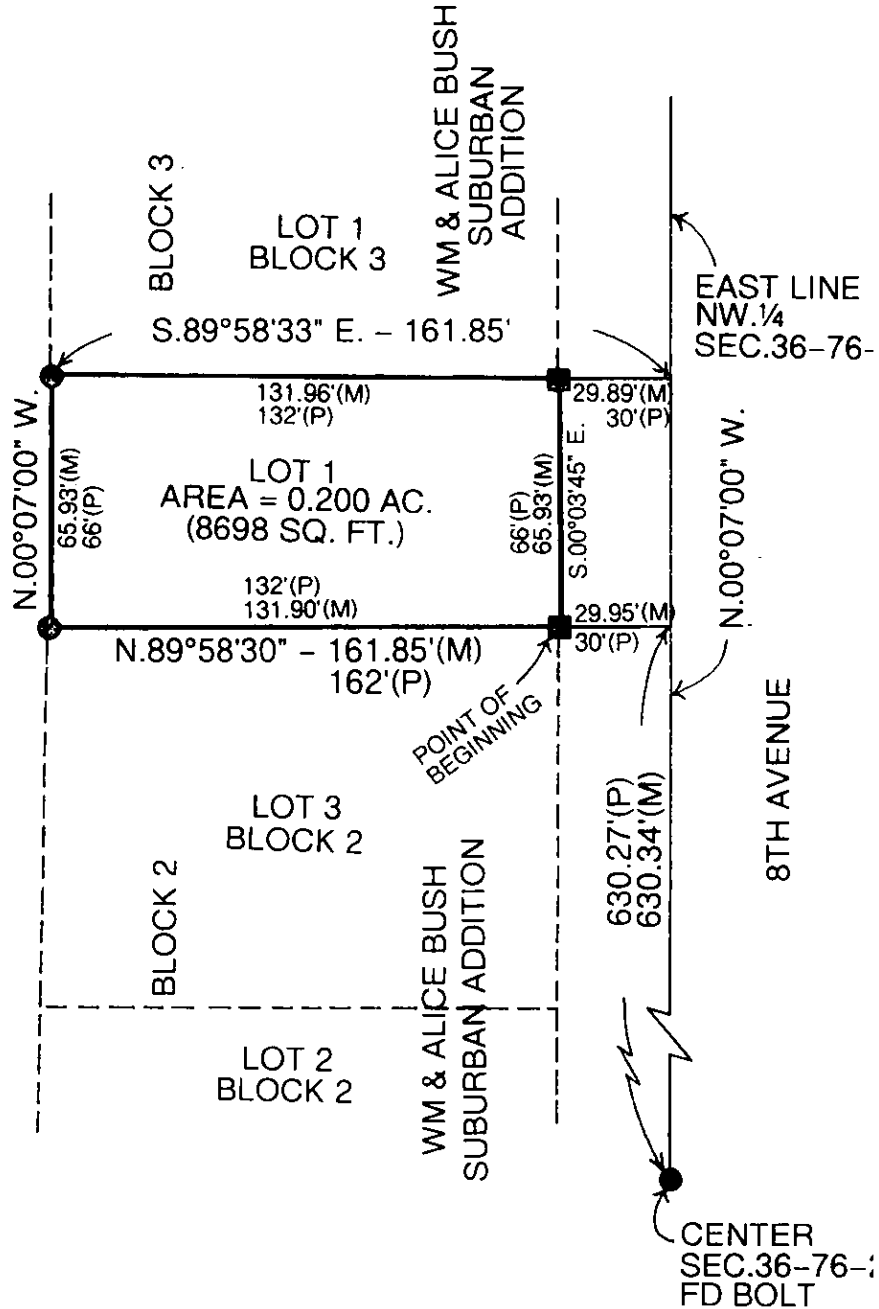 WM & ALICE BUSH
SUBURBAN
ADDITION
BLOCK 3
LOT 1
BLOCK 3
EAST LINE
NW.¼
SEC.36-76-
S.89°58'33" E. - 161.85'
131.96'(M)
132'(P)
29.89'(M)
30'(P)
N.00°07'00" W.
65.93'(M)
66'(P)
LOT 1
AREA = 0.200 AC.
(8698 SQ. FT.)
66'(P)
65.93'(M)
S.00°03'45" E.
N.00°07'00" W.
132'(P)
131.90'(M)
29.95'(M)
30'(P)
N.89°58'30" - 161.85'(M)
162'(P)
POINT OF
BEGINNING
8TH AVENUE
630.27'(P)
630.34'(M)
LOT 3
BLOCK 2
BLOCK 2
WM & ALICE BUSH
SUBURBAN ADDITION
LOT 2
BLOCK 2
CENTER
SEC.36-76-
FD BOLT